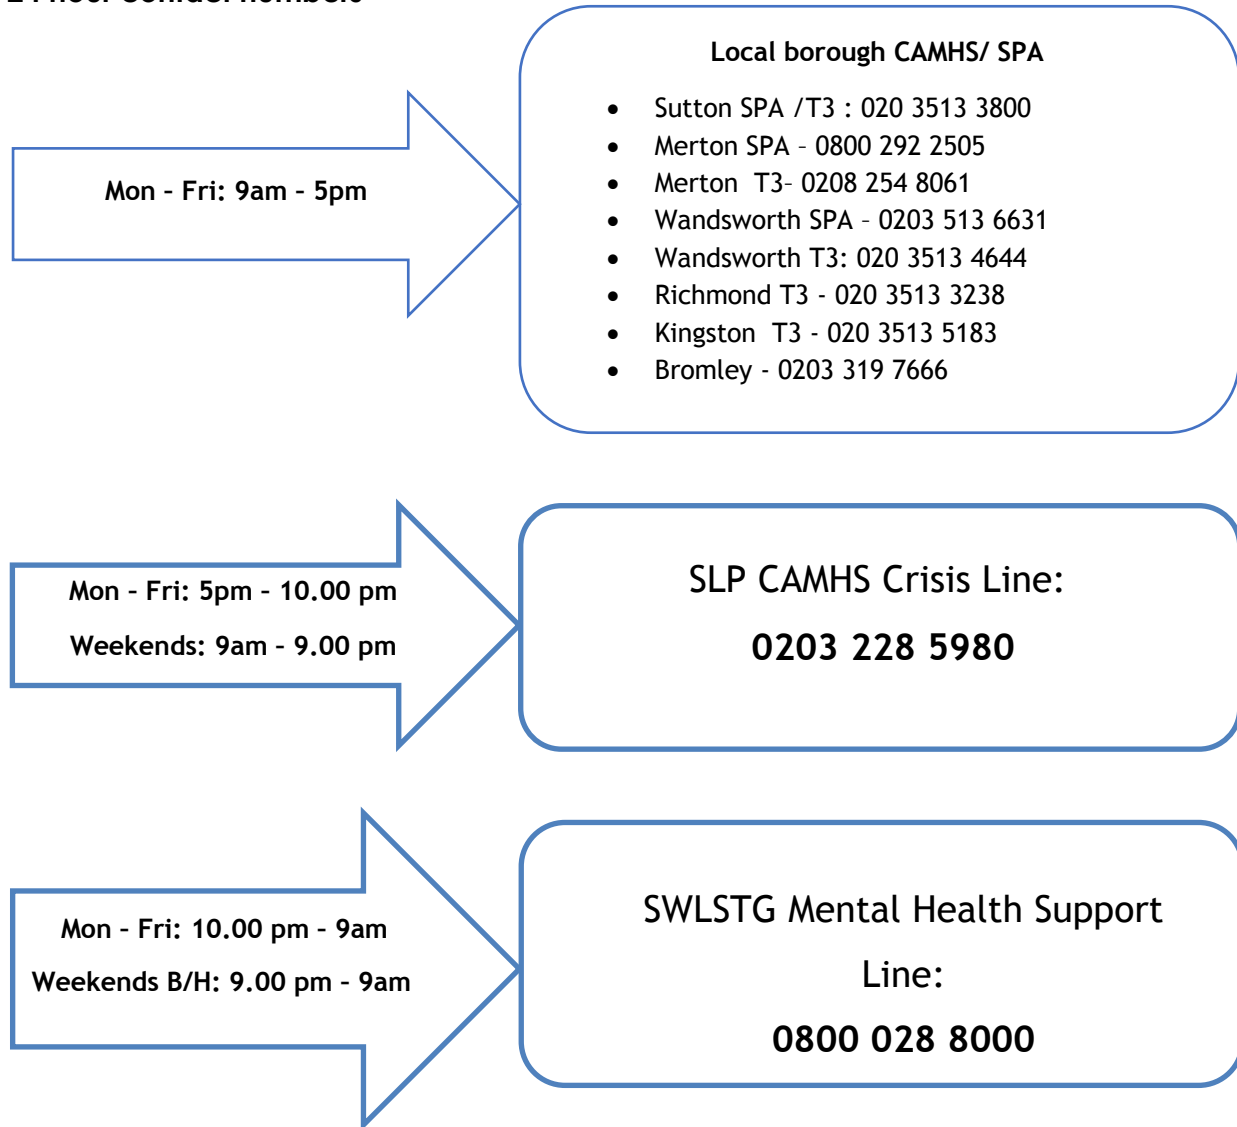 Local borough CAMHS/ SPA
Mon – Fri: 9am – 5pm
• Sutton SPA /T3 : 020 3513 3800
• Merton SPA – 0800 292 2505
• Merton  T3– 0208 254 8061
• Wandsworth SPA – 0203 513 6631
• Wandsworth T3: 020 3513 4644
• Richmond T3 - 020 3513 3238
• Kingston  T3 - 020 3513 5183
• Bromley - 0203 319 7666
Mon – Fri: 5pm – 10.00 pm
Weekends: 9am – 9.00 pm
SLP CAMHS Crisis Line:
0203 228 5980
Mon – Fri: 10.00 pm – 9am
Weekends B/H: 9.00 pm – 9am
SWLSTG Mental Health Support
Line:
0800 028 8000